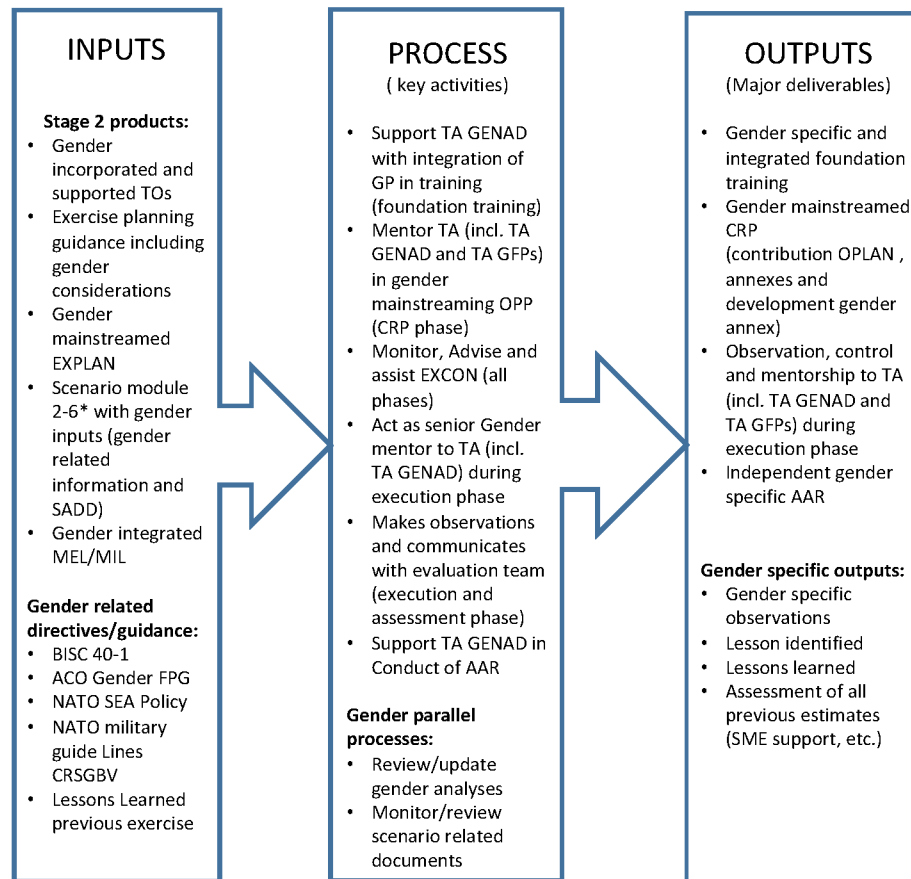 INPUTS
Stage 2 products:
• Gender
incorporated and
supported TOs
• Exercise planning
guidance including
gender
considerations
• Gender
mainstreamed
EXPLAN
• Scenario module
2-6* with gender
inputs (gender
related
information and
SADD)
• Gender integrated
MEL/MIL
Gender related
directives/guidance:
• BISC 40-1
• ACO Gender FPG
• NATO SEA Policy
• NATO military
guide Lines
CRSGBV
• Lessons Learned
previous exercise
PROCESS
( key activities)
• Support TA GENAD
with integration of
GP in training
(foundation training)
• Mentor TA (incl. TA
GENAD and TA GFPs)
in gender
mainstreaming OPP
(CRP phase)
• Monitor, Advise and
assist EXCON (all
phases)
• Act as senior Gender
mentor to TA (incl.
TA GENAD) during
execution phase
• Makes observations
and communicates
with evaluation team
(execution and
assessment phase)
• Support TA GENAD in
Conduct of AAR
Gender parallel
processes:
• Review/update
gender analyses
• Monitor/review
scenario related
documents
OUTPUTS
(Major deliverables)
• Gender specific and
integrated foundation
training
• Gender mainstreamed
CRP
(contribution OPLAN ,
annexes and
development gender
annex)
• Observation, control
and mentorship to TA
(incl. TA GENAD and
TA GFPs) during
execution phase
• Independent gender
specific AAR
Gender specific outputs:
• Gender specific
observations
• Lesson identified
• Lessons learned
• Assessment of all
previous estimates
(SME support, etc.)